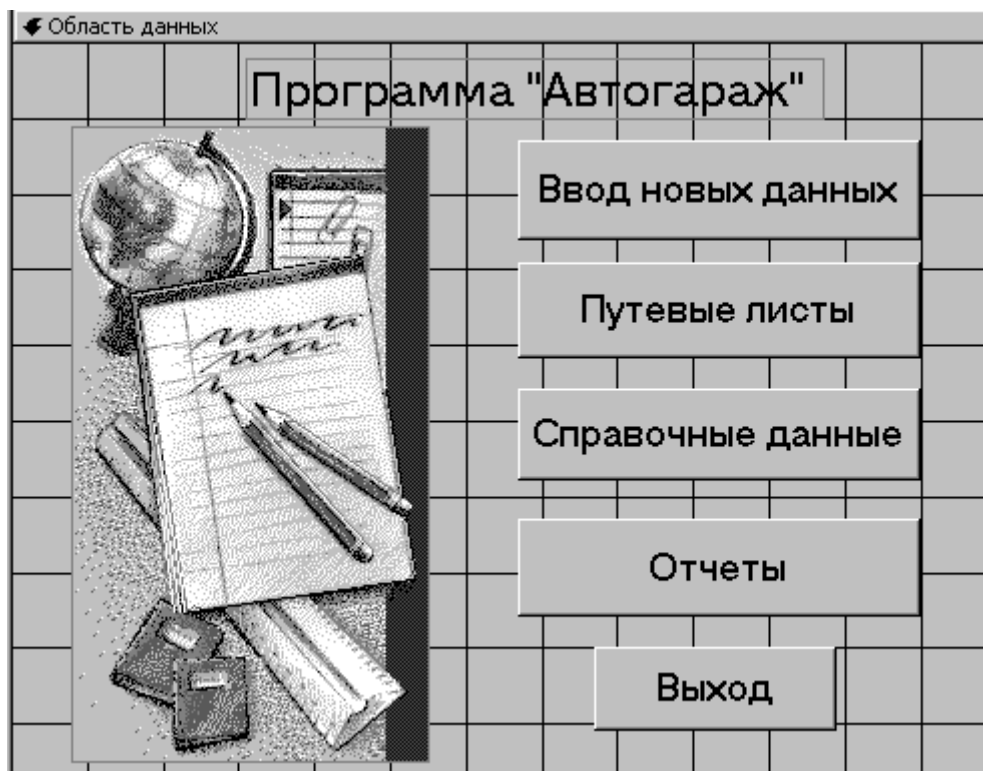 Область данных
Программа "Автогараж"
Ввод новых данных
Путевые листы
Справочные данные
Отчеты
Выход